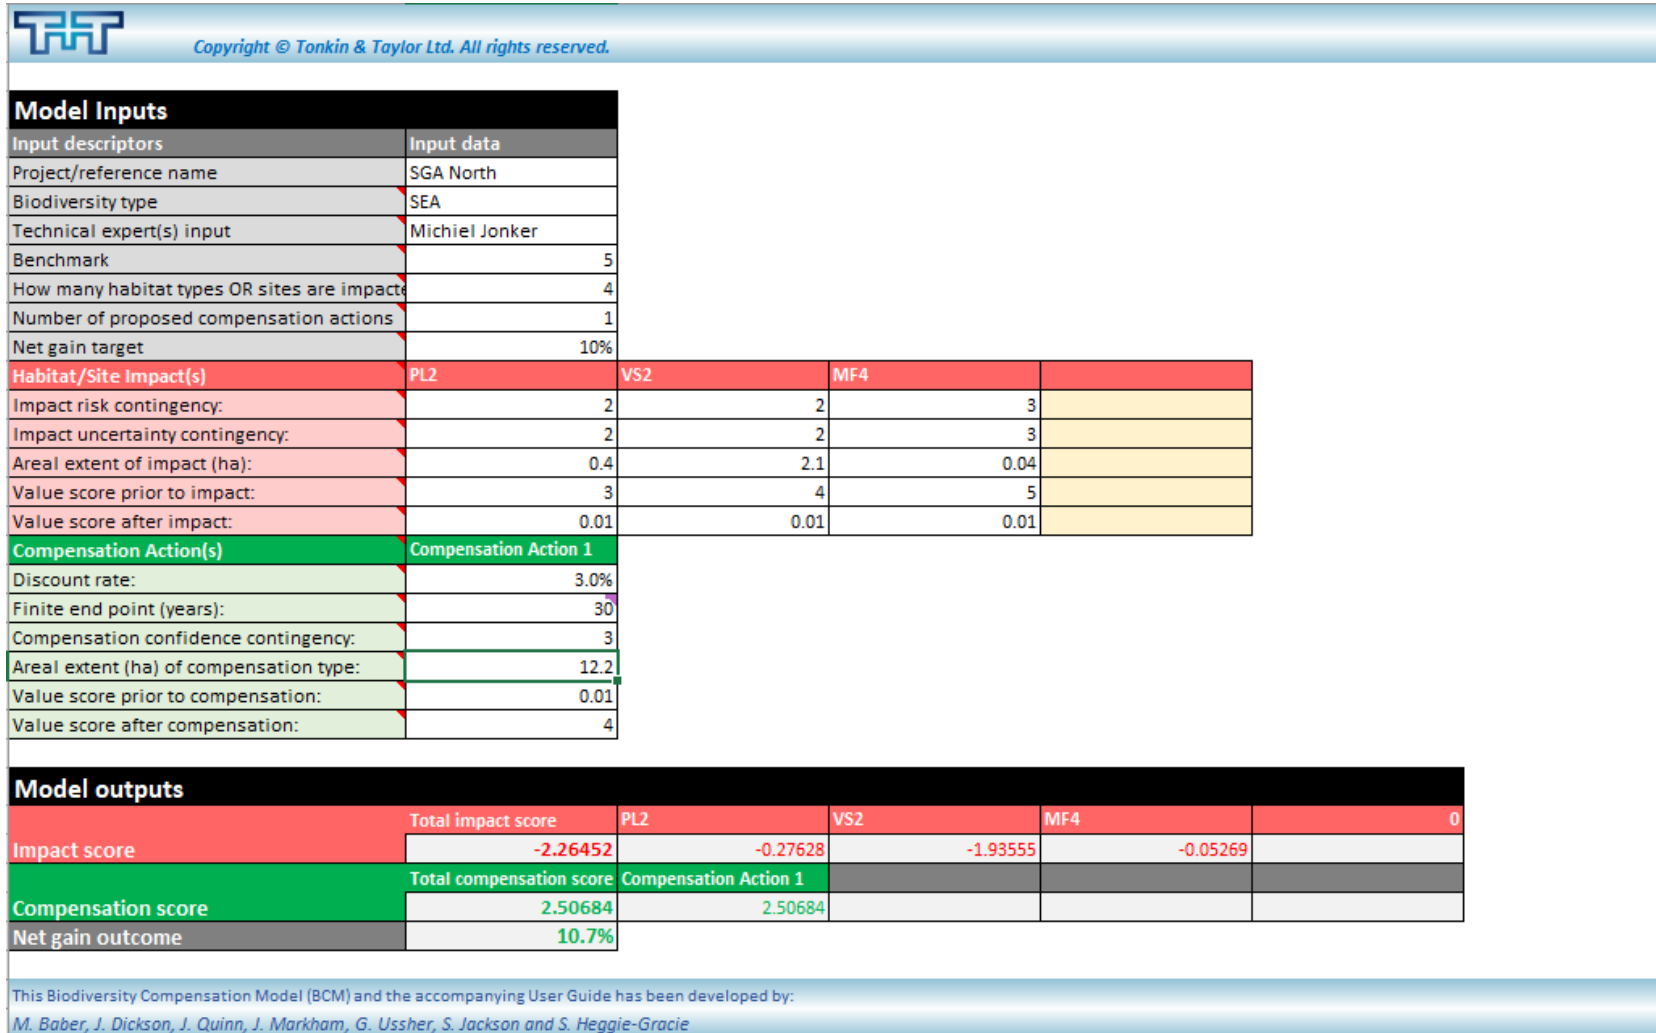 TTT
Copyright © Tonkin & Taylor Ltd. All rights reserved.
Model Inputs
Input descriptors Input data
Project/reference name SGA North
Biodiversity type SEA
Technical expert(s) input Michiel Jonker
Benchmark 5
How many habitat types OR sites are impacte 4
Number of proposed compensation actions 1
Net gain target 10%
Habitat/Site Impact(s) PL2 VS2 MF4
Impact risk contingency: 2 2 3
Impact uncertainty contingency: 2 2 3
Areal extent of impact (ha): 0.4 2.1 0.04
Value score prior to impact: 3 4 5
Value score after impact: 0.01 0.01 0.01
Compensation Action(s) Compensation Action 1
Discount rate: 3.0%
Finite end point (years): 30
Compensation confidence contingency: 3
Areal extent (ha) of compensation type: 12.2
Value score prior to compensation: 0.01
Value score after compensation: 4
Model outputs
Total impact score PL2 VS2 MF4 0
Impact score -2.26452 -0.27628 -1.93555 -0.05269
Total compensation score Compensation Action 1
Compensation score 2.50684 2.50684
Net gain outcome 10.7%
This Biodiversity Compensation Model (BCM) and the accompanying User Guide has been developed by:
M. Baber, J. Dickson, J. Quinn, J. Markham, G. Ussher, S. Jackson and S. Heggie-Gracie